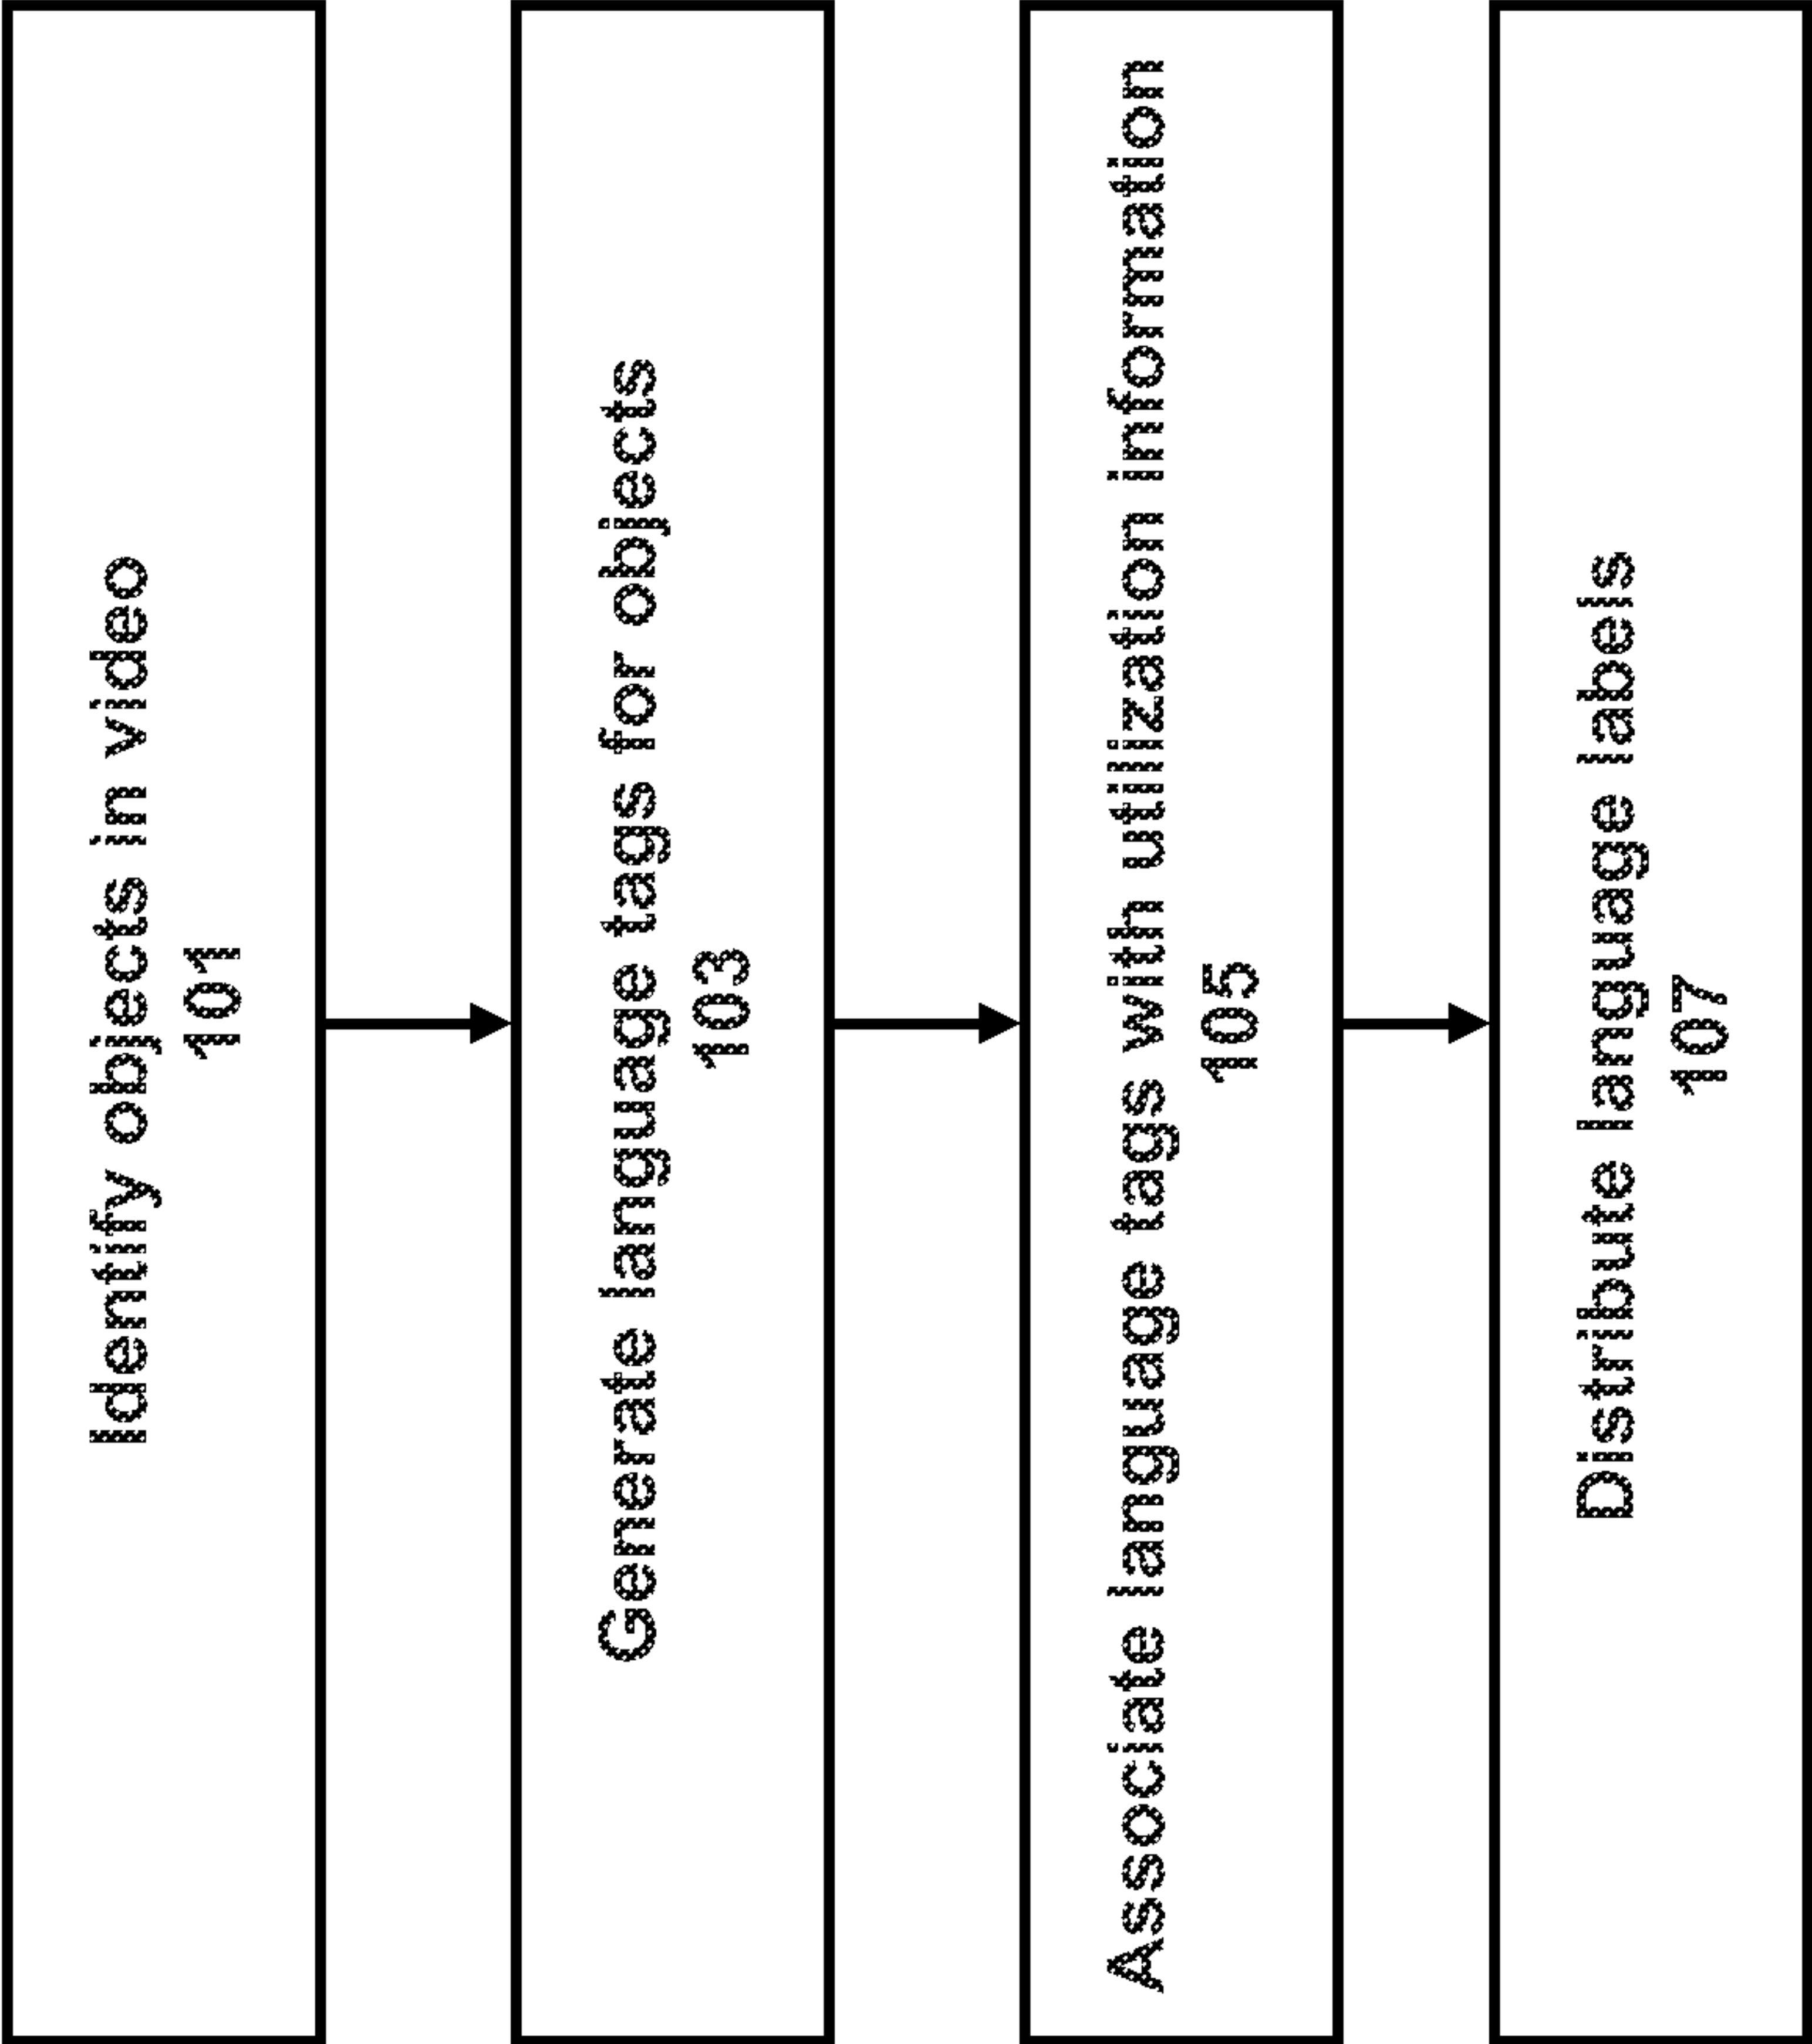 Identify objects in video
101
Generate language tags for objects
103
Associate language tags with utilization information
105
Distribute language labels
107